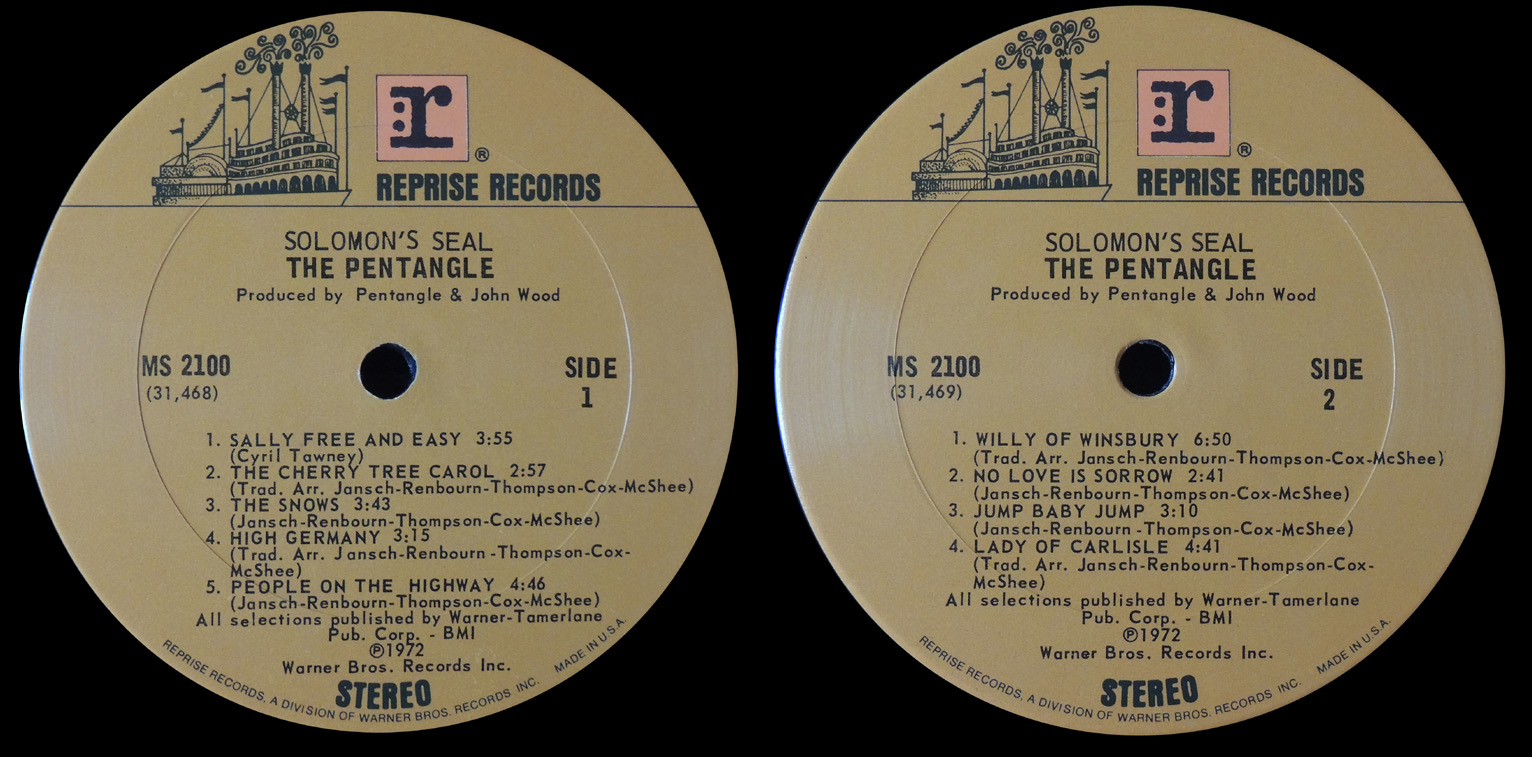 r
®
REPRISE RECORDS
SOLOMON'S SEAL
THE PENTANGLE
Produced by Pentangle & John Wood
MS 2100
(31,468)
SIDE
1
1. SALLY FREE AND EASY 3:55
(Cyril Tawney)
2. THE CHERRY TREE CAROL 2:57
(Trad. Arr. Jansch-Renbourn-Thompson-Cox-McShee)
3. THE SNOWS 3:43
(Jansch-Renbourn-Thompson-Cox-McShee)
4. HIGH GERMANY 3:15
(Trad. Arr. Jansch-Renbourn-Thompson-Cox-
McShee)
5. PEOPLE ON THE HIGHWAY 4:46
(Jansch-Renbourn-Thompson-Cox-McShee)
All selections published by Warner-Tamerlane
Pub. Corp. - BMI
℗1972
Warner Bros. Records Inc.
STEREO
REPRISE RECORDS, A DIVISION OF WARNER BROS. RECORDS INC. MADE IN U.S.A.
r
®
REPRISE RECORDS
SOLOMON'S SEAL
THE PENTANGLE
Produced by Pentangle & John Wood
MS 2100
(31,469)
SIDE
2
1. WILLY OF WINSBURY 6:50
(Trad. Arr. Jansch-Renbourn-Thompson-Cox-McShee)
2. NO LOVE IS SORROW 2:41
(Jansch-Renbourn-Thompson-Cox-McShee)
3. JUMP BABY JUMP 3:10
(Jansch-Renbourn-Thompson-Cox-McShee)
4. LADY OF CARLISLE 4:41
(Trad. Arr. Jansch-Renbourn-Thompson-Cox-
McShee)
All selections published by Warner-Tamerlane
Pub. Corp. - BMI
℗1972
Warner Bros. Records Inc.
STEREO
REPRISE RECORDS, A DIVISION OF WARNER BROS. RECORDS INC. MADE IN U.S.A.